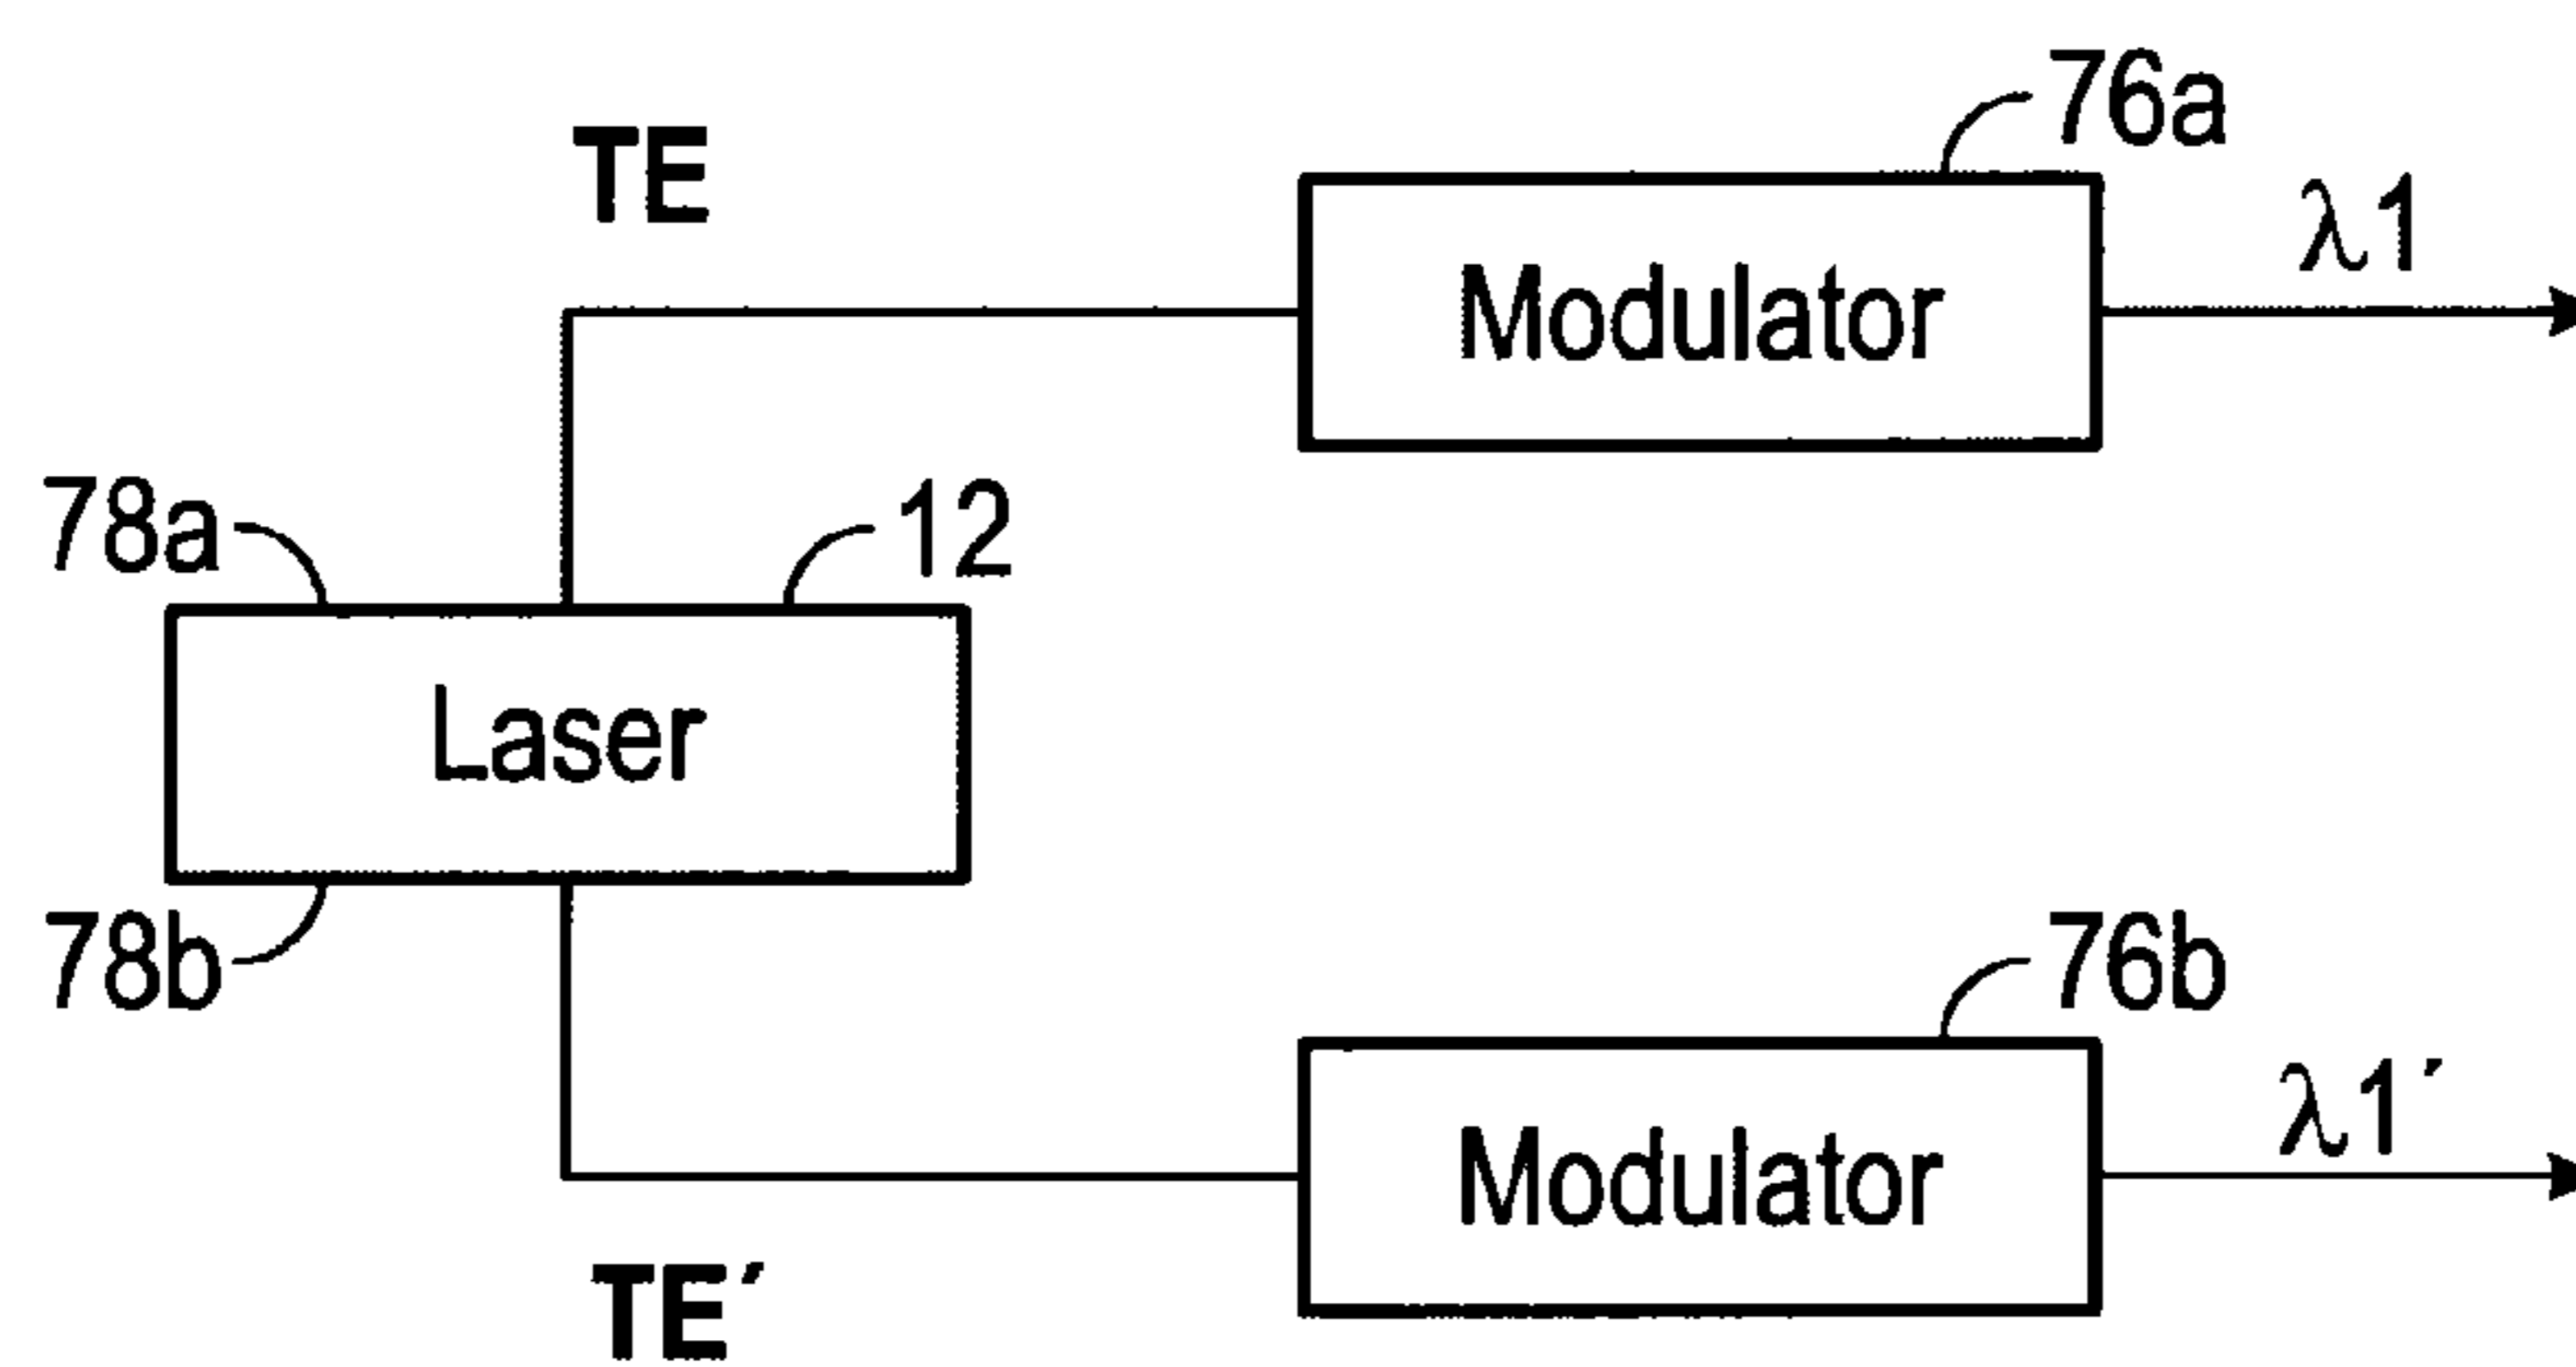 76a
TE
λ1
Modulator
78a
12
Laser
78b
76b
λ1´
Modulator
TE´